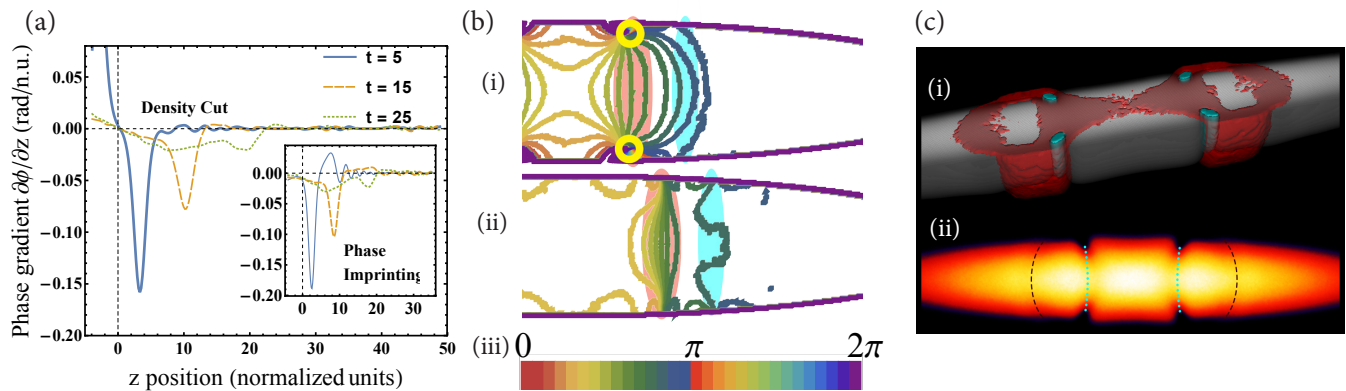 (a)
Phase gradient ∂ϕ/∂z (rad/n.u.)
0.05
0.00
−0.05
−0.10
−0.15
−0.20
0
10
20
30
40
50
z position (normalized units)
t = 5
t = 15
t = 25
Density Cut
0.00
−0.05
−0.10
−0.15
−0.20
0
10
20
30
Phase
Imprinting
(b)
(i)
(ii)
(iii)
0
π
2π
(c)
(i)
(ii)